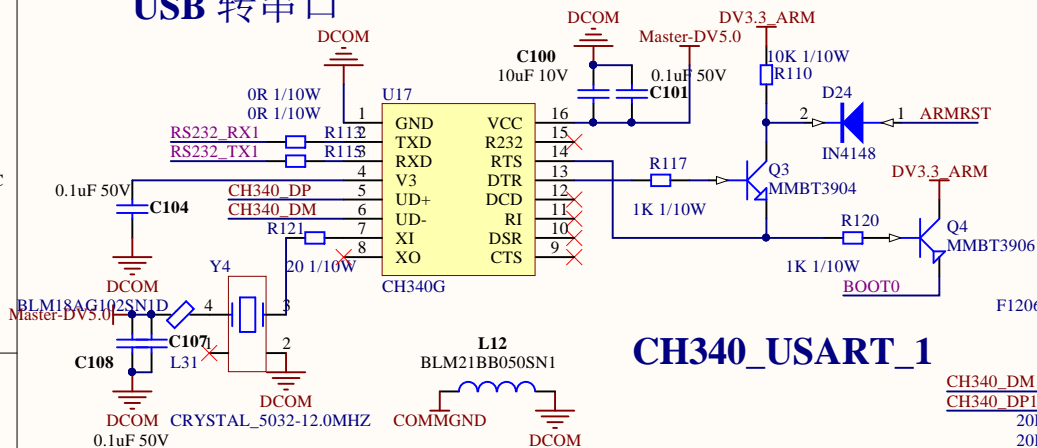 USB 转串口
DCOM
DCOM
DV3.3_ARM
Master-DV5.0
C100
10uF 10V
0.1uF 50V
C101
10K 1/10W
R110
0R 1/10W
0R 1/10W
U17
D24
RS232_RX1
R113
RS232_TX1
R115
1
GND
VCC
16
2
TXD
R232
15
3
RXD
RTS
14
4
V3
DTR
13
5
UD+
DCD
12
6
UD-
RI
11
7
XI
DSR
10
8
XO
CTS
9
CH340G
2
1
ARMRST
IN4148
R117
1K 1/10W
Q3
MMBT3904
DV3.3_ARM
0.1uF 50V
C104
CH340_DP
CH340_DM
R121
20 1/10W
DCOM
R120
1K 1/10W
Q4
MMBT3906
BOOT0
Y4
BLM18AG102SN1D
Master-DV5.0
4
3
1
2
C107
C108
L31
DCOM
DCOM
0.1uF 50V
CRYSTAL_5032-12.0MHZ
L12
BLM21BB050SN1
COMMGND
DCOM
CH340_USART_1
F1206
CH340_DM
CH340_DP1